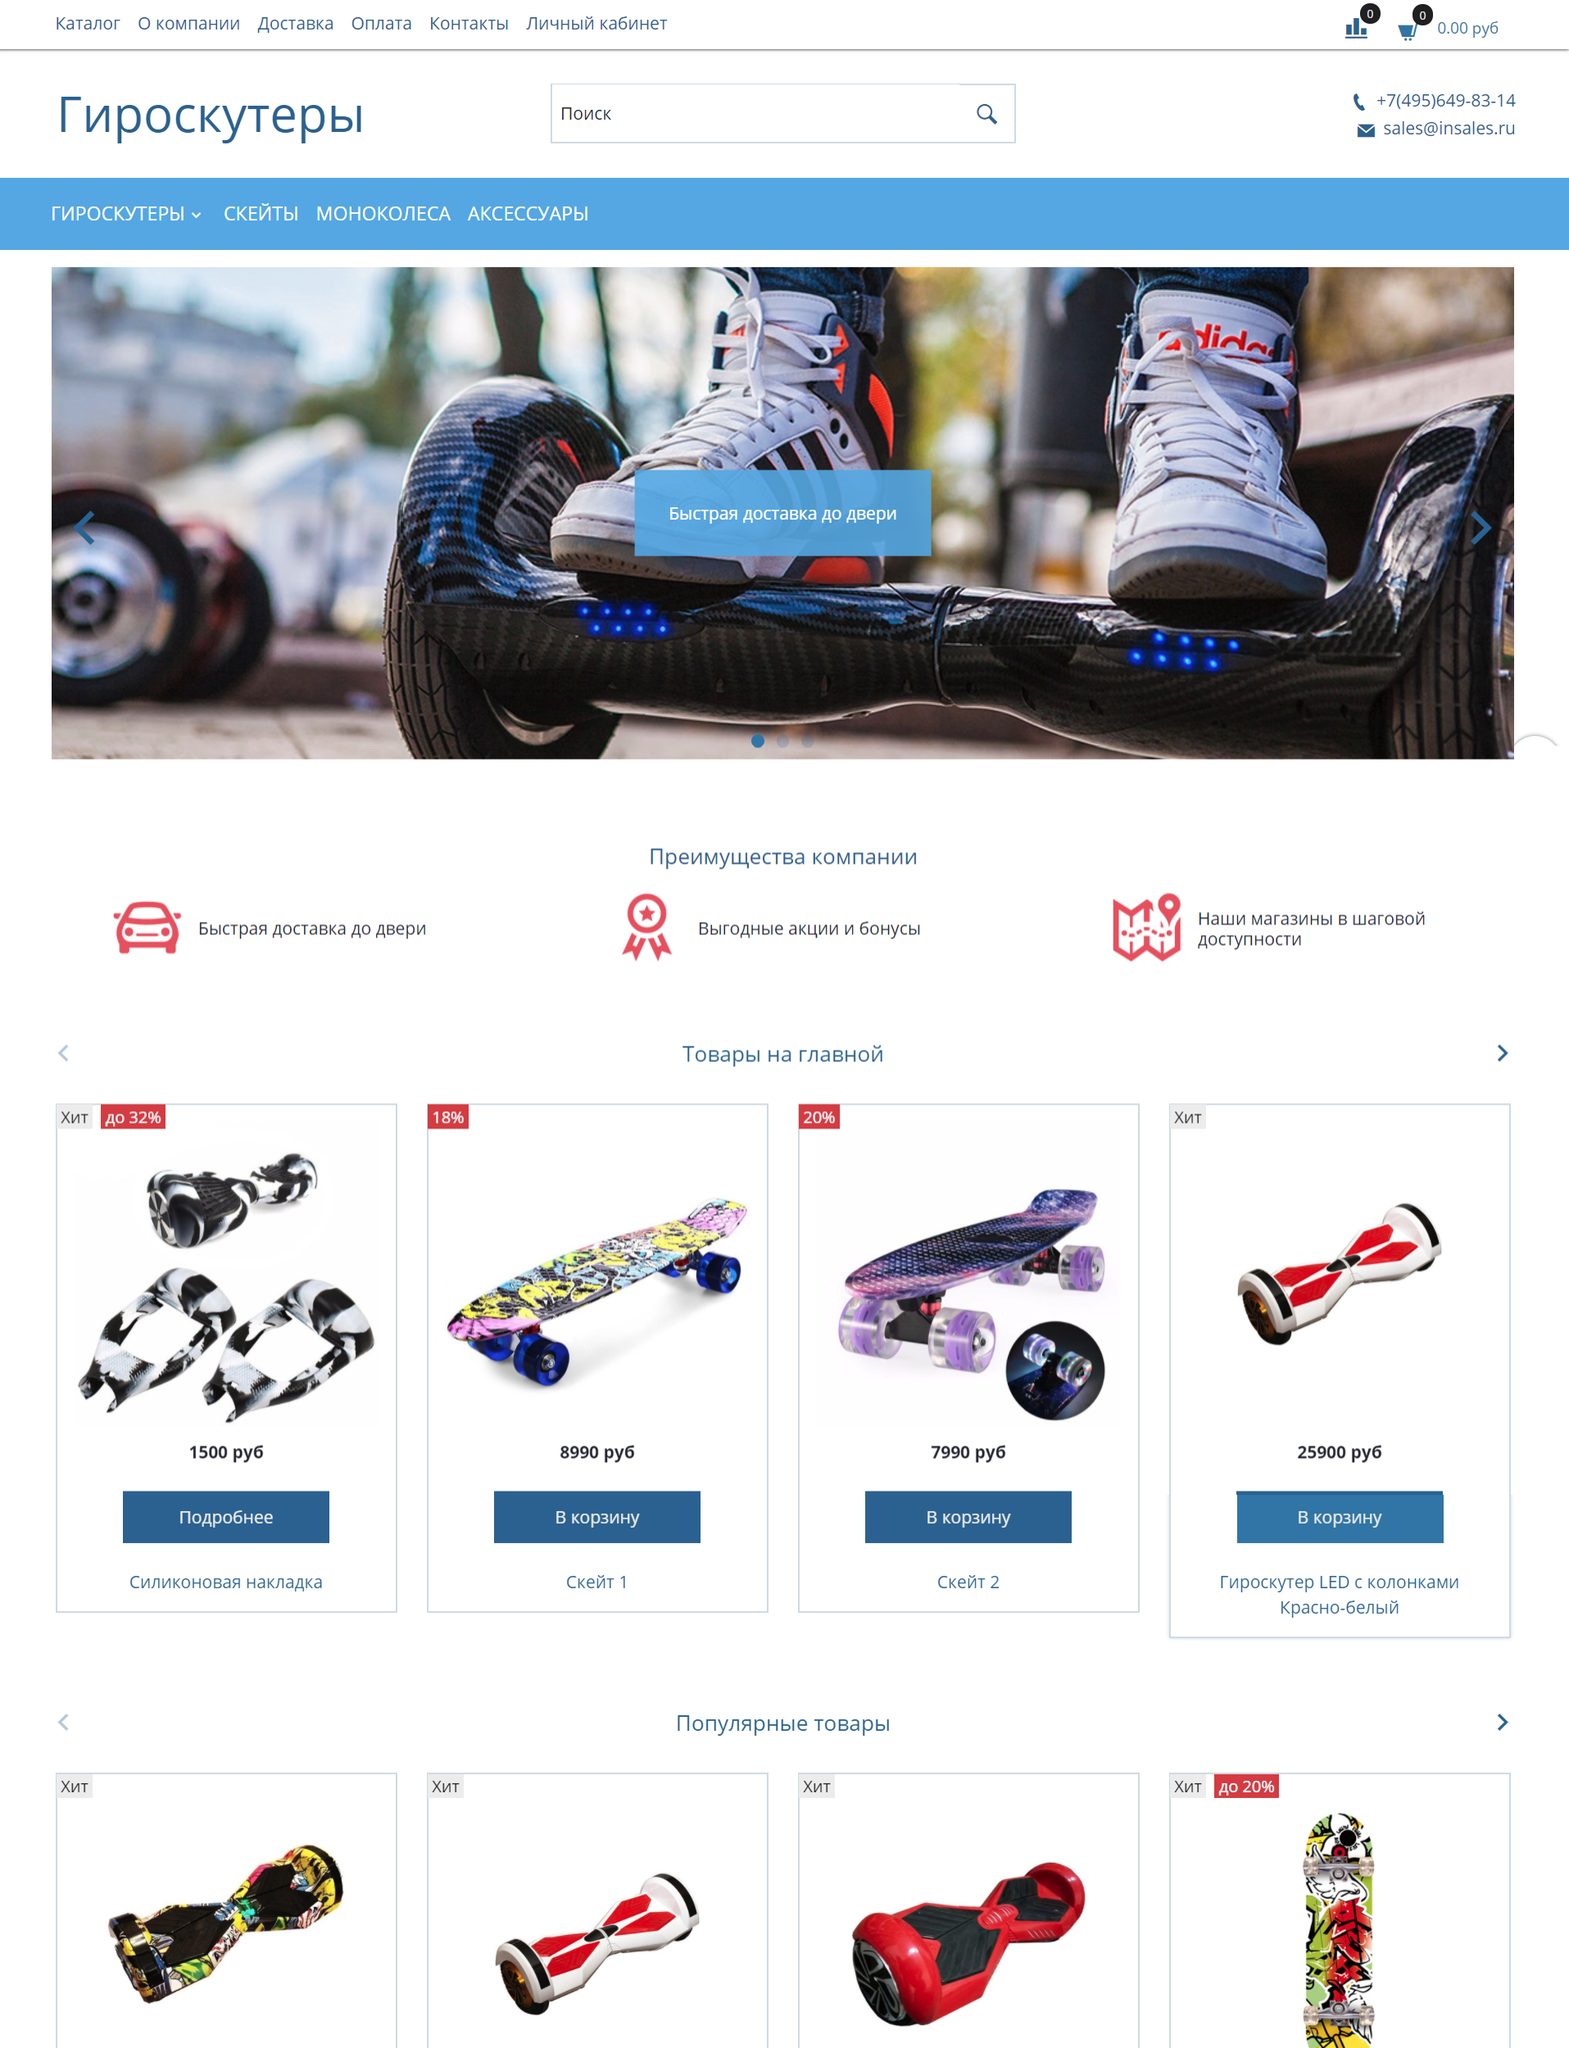 Каталог О компании Доставка Оплата Контакты Личный кабинет
0
0
0.00 руб
Гироскутеры
Поиск
+7(495)649-83-14
sales@insales.ru
ГИРОСКУТЕРЫ СКЕЙТЫ МОНОКОЛЕСА АКСЕССУАРЫ
adidas
Быстрая доставка до двери
Преимущества компании
Быстрая доставка до двери
Выгодные акции и бонусы
Наши магазины в шаговой
доступности
Товары на главной
Хит до 32%
18%
20%
Хит
1500 руб
8990 руб
7990 руб
25900 руб
Подробнее
В корзину
В корзину
В корзину
Силиконовая накладка
Скейт 1
Скейт 2
Гироскутер LED с колонками
Красно-белый
Популярные товары
Хит
Хит
Хит
Хит до 20%